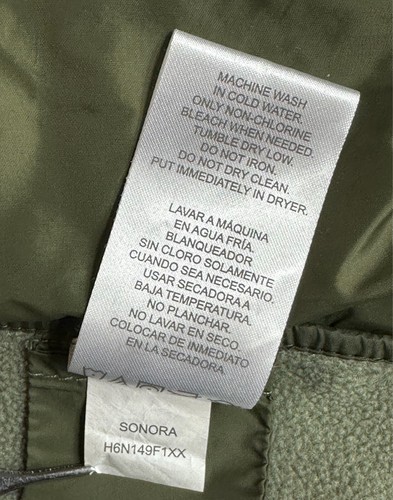 MACHINE WASH
IN COLD WATER.
ONLY NON-CHLORINE
BLEACH WHEN NEEDED.
TUMBLE DRY LOW.
DO NOT IRON.
DO NOT DRY CLEAN.
PUT IMMEDIATELY IN DRYER.
LAVAR A MÁQUINA
EN AGUA FRÍA.
BLANQUEADOR
SIN CLORO SOLAMENTE
CUANDO SEA NECESARIO.
USAR SECADORA A
BAJA TEMPERATURA.
NO PLANCHAR.
NO LAVAR EN SECO.
COLOCAR DE INMEDIATO
EN LA SECADORA.
SONORA
H6N149F1XX